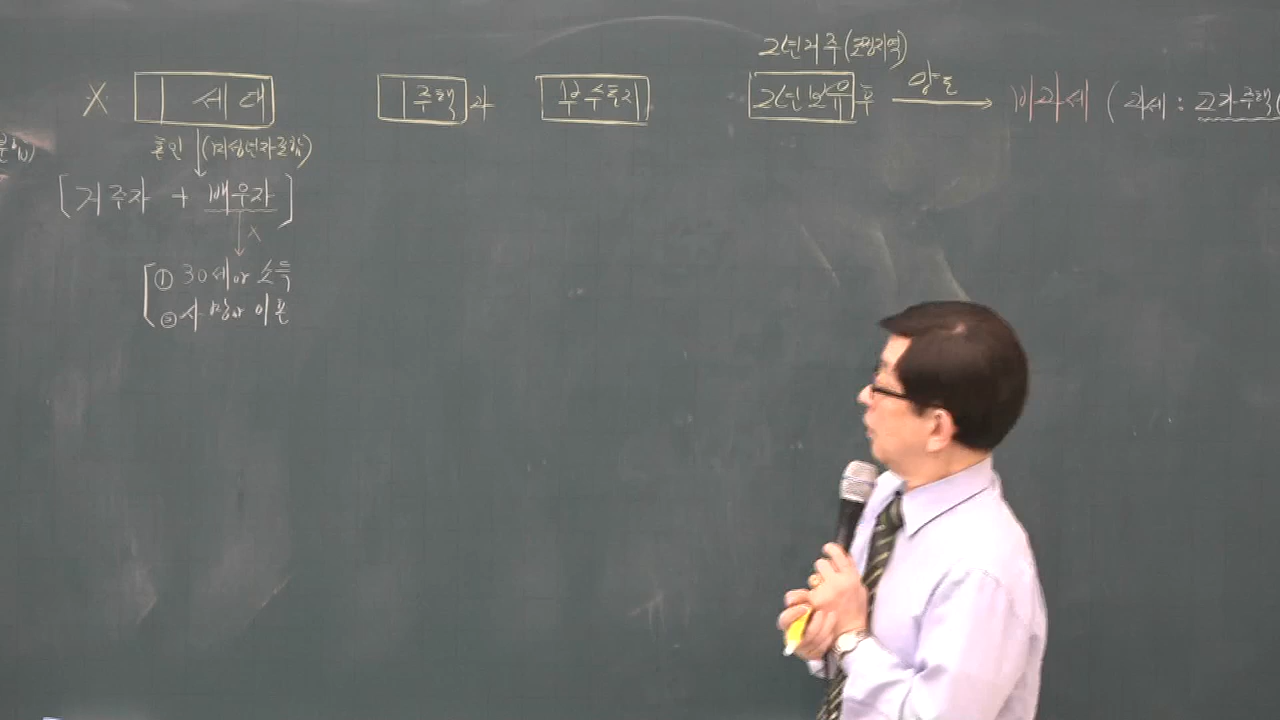 2년거주(조정지역)
X 1 세대 1주택과 부수토지 2년보유후 양도 비과세 (과세 : 고가주택
혼인 (미성년자 포함)
[거주자 + 배우자]
X
① 30세 or 소득
② 사망 or 이혼